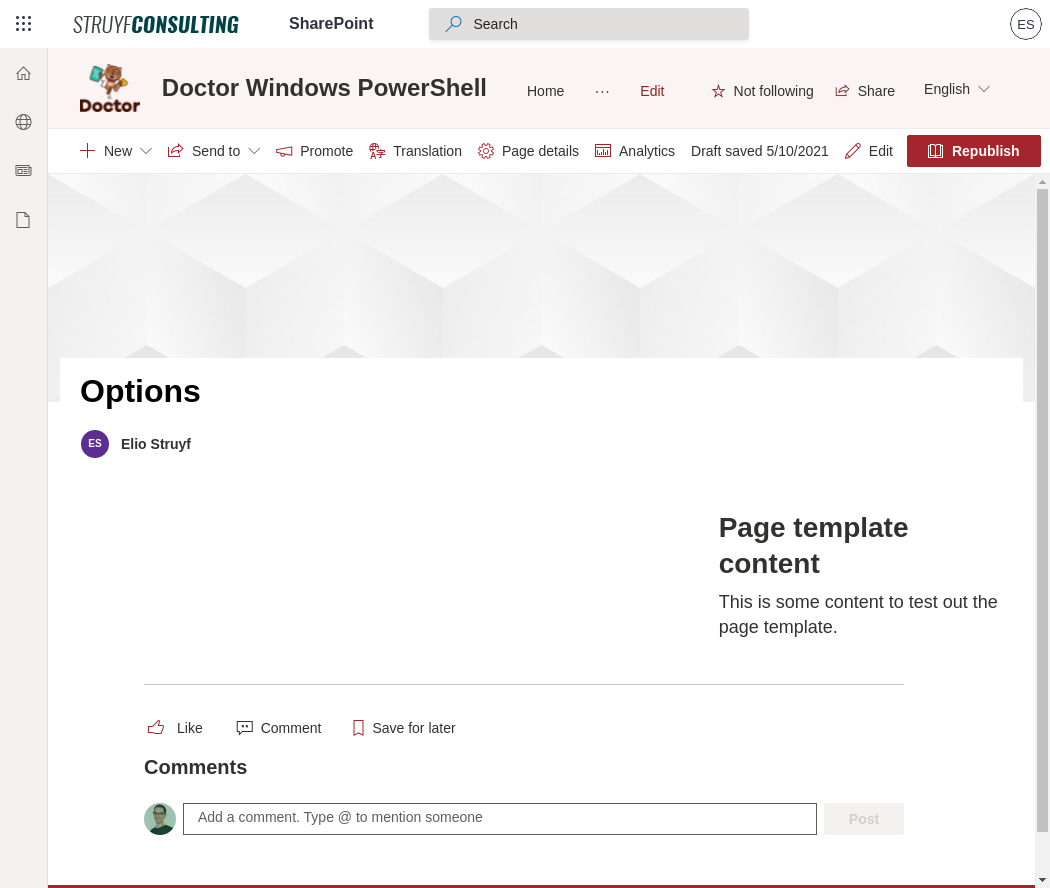 STRUYFCONSULTING
SharePoint
Search
ES
Doctor
Doctor Windows PowerShell
Home
···
Edit
Not following
Share
English
New
Send to
Promote
Translation
Page details
Analytics
Draft saved 5/10/2021
Edit
Republish
Options
ES
Elio Struyf
Page template
content
This is some content to test out the
page template.
Like
Comment
Save for later
Comments
Add a comment. Type @ to mention someone
Post